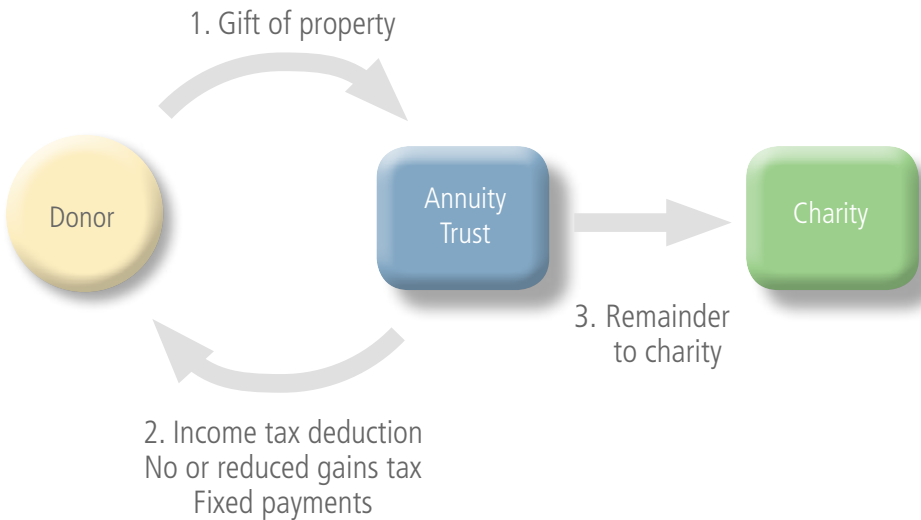 1. Gift of property
Donor
Annuity
Trust
Charity
3. Remainder
to charity
2. Income tax deduction
No or reduced gains tax
Fixed payments